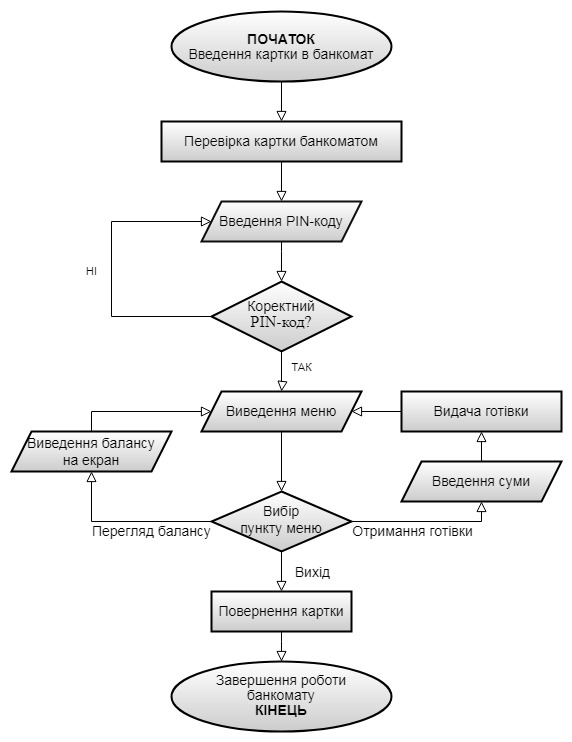 ПОЧАТОК
Введення картки в банкомат
Перевірка картки банкоматом
Введення PIN-коду
НІ
Коректний
PIN-код?
ТАК
Виведення меню
Видача готівки
Виведення балансу
на екран
Введення суми
Вибір
пункту меню
Перегляд балансу
Отримання готівки
Вихід
Повернення картки
Завершення роботи
банкомату
КІНЕЦЬ